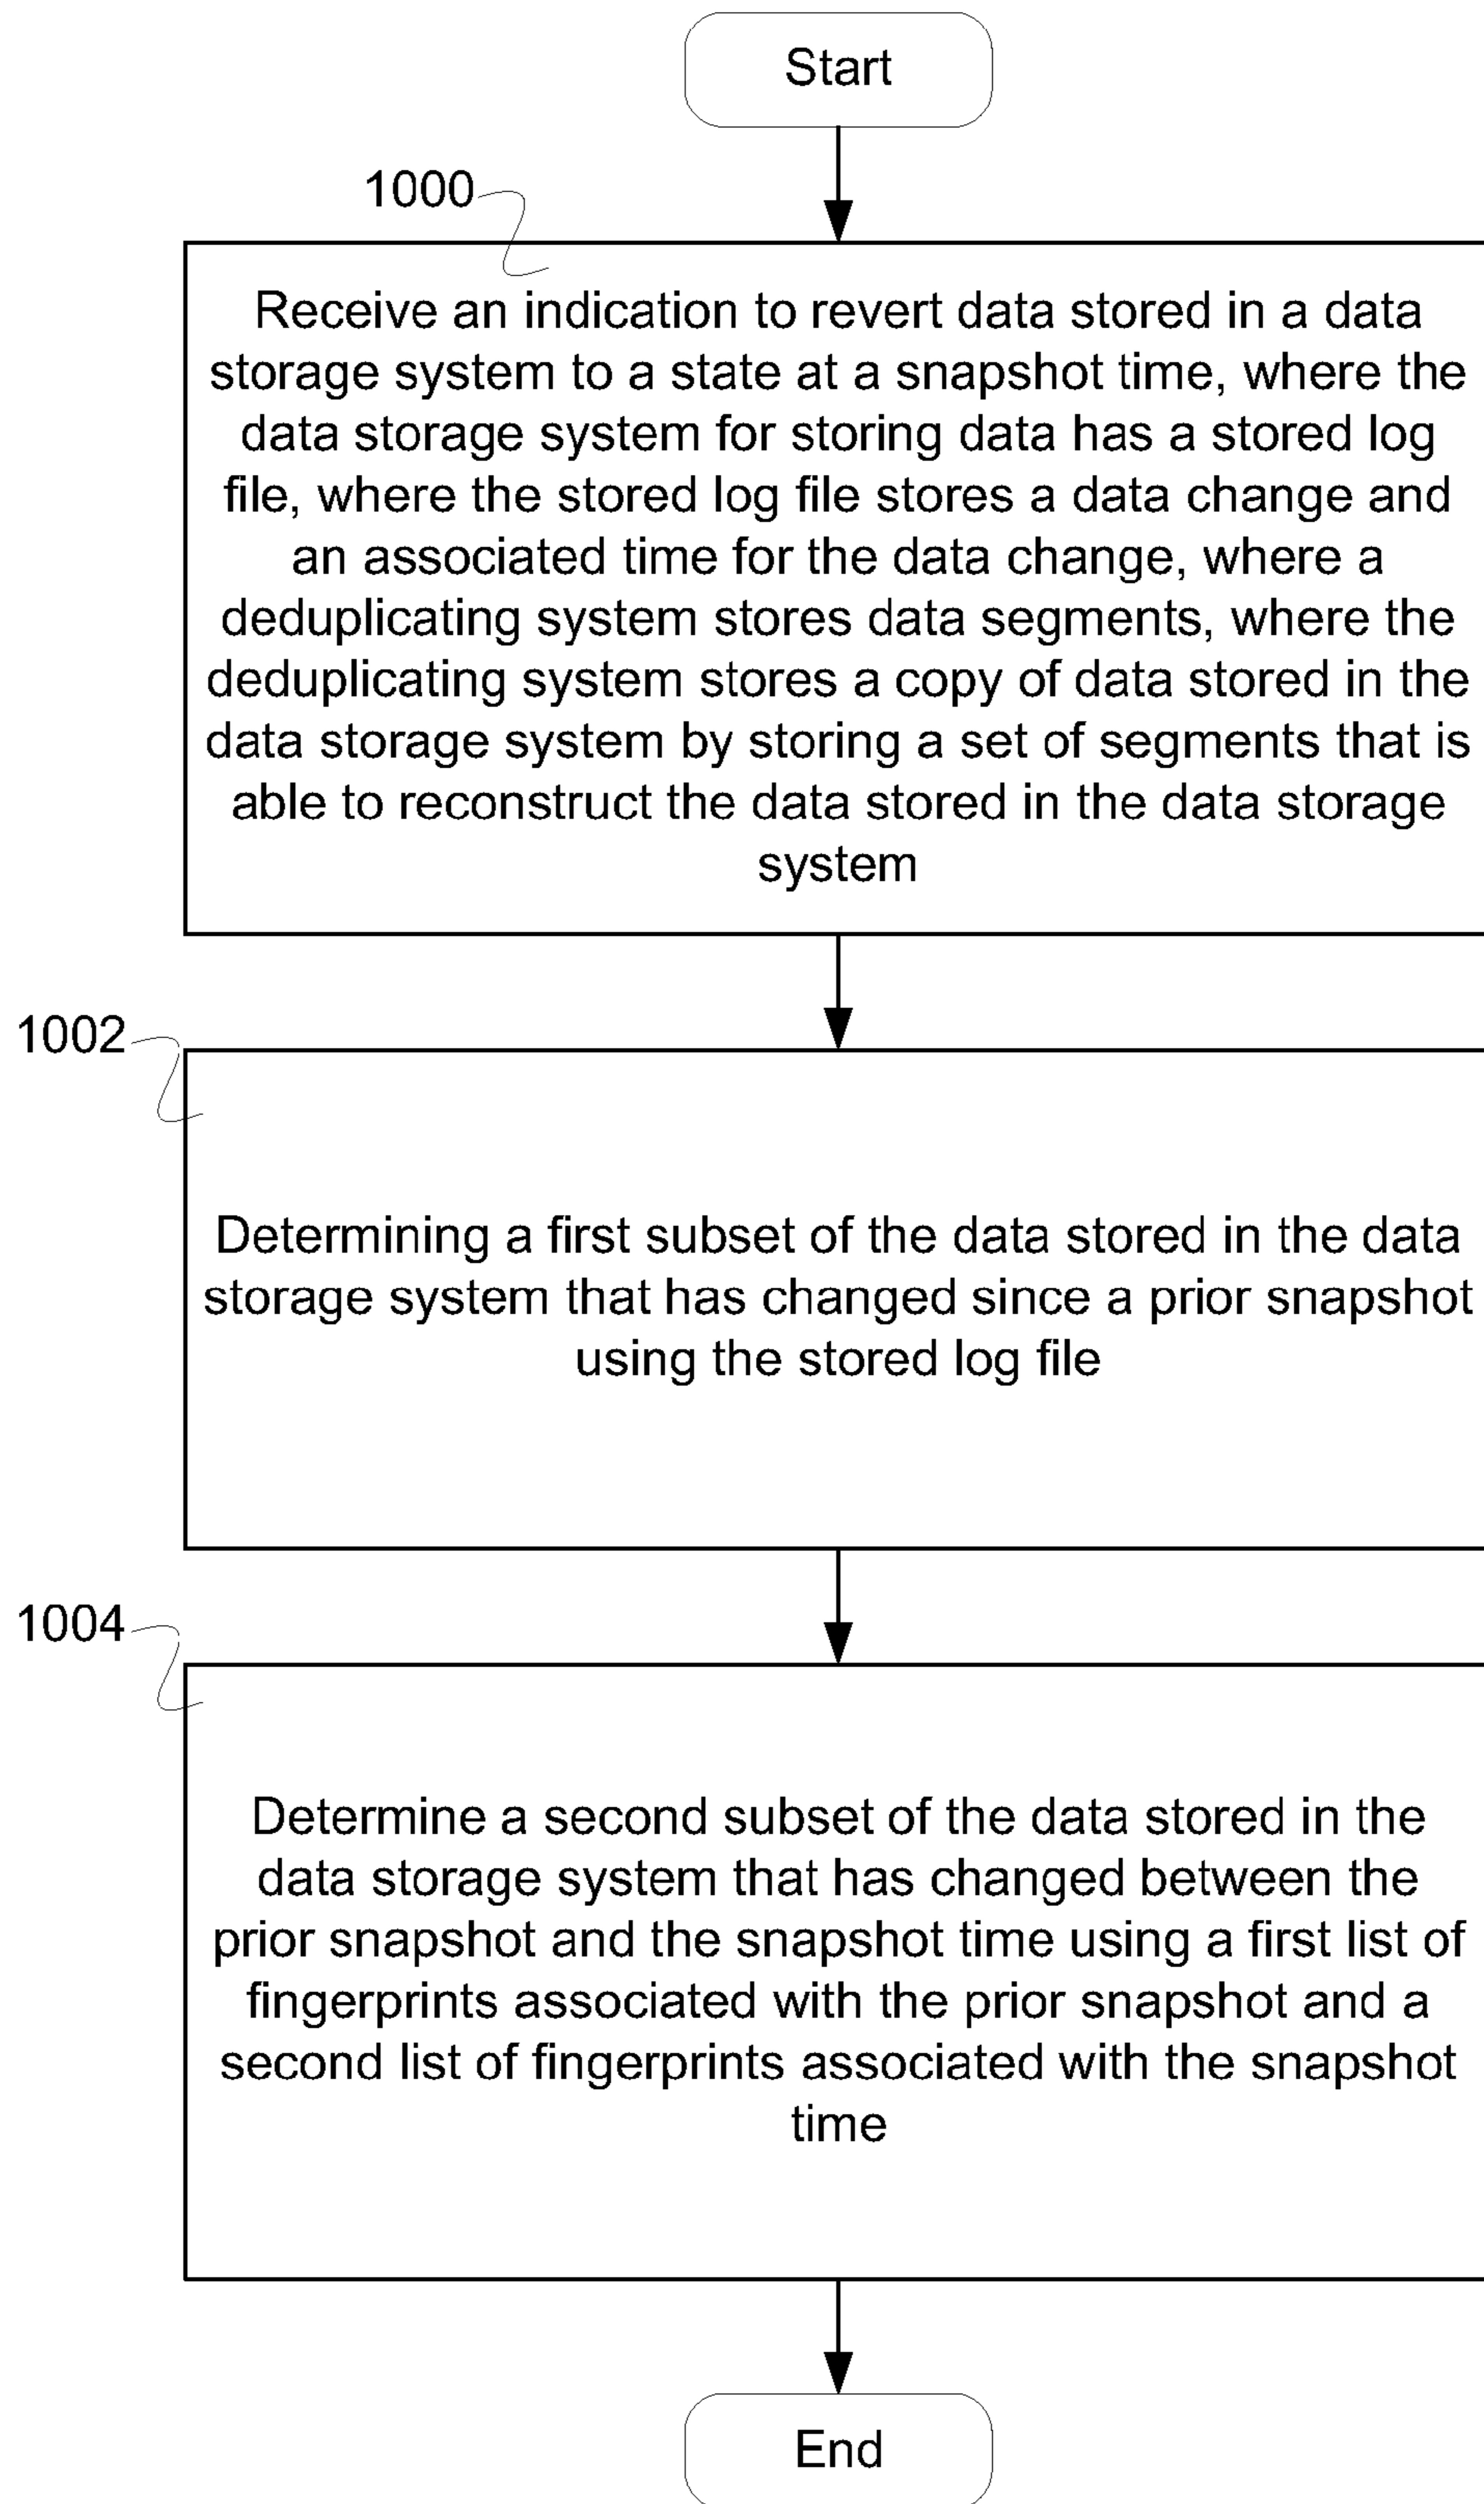 Start
1000
Receive an indication to revert data stored in a data
storage system to a state at a snapshot time, where the
data storage system for storing data has a stored log
file, where the stored log file stores a data change and
an associated time for the data change, where a
deduplicating system stores data segments, where the
deduplicating system stores a copy of data stored in the
data storage system by storing a set of segments that is
able to reconstruct the data stored in the data storage
system
1002
Determining a first subset of the data stored in the data
storage system that has changed since a prior snapshot
using the stored log file
1004
Determine a second subset of the data stored in the
data storage system that has changed between the
prior snapshot and the snapshot time using a first list of
fingerprints associated with the prior snapshot and a
second list of fingerprints associated with the snapshot
time
End